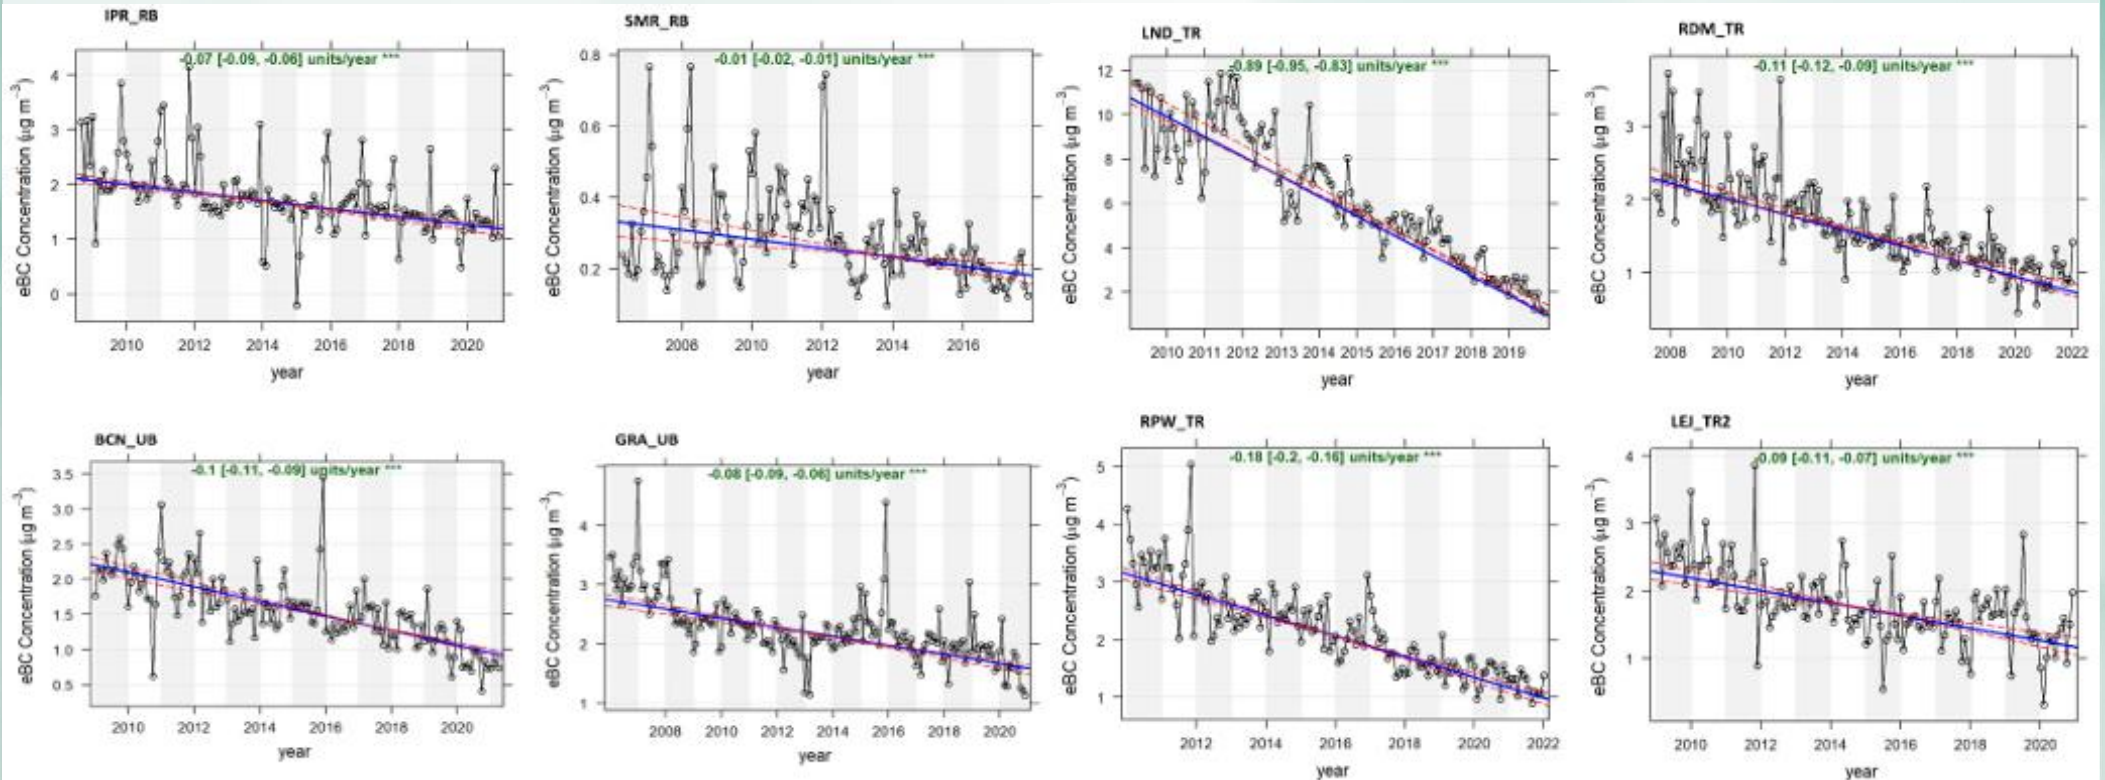 IPR_RB
-0.07 [-0.09, -0.06] units/year ***
eBC Concentration (μg m⁻³)
4
3
2
1
0
2010 2012 2014 2016 2018 2020
year
SMR_RB
-0.01 [-0.02, -0.01] units/year ***
eBC Concentration (μg m⁻³)
0.8
0.6
0.4
0.2
2008 2010 2012 2014 2016
year
LND_TR
-0.89 [-0.95, -0.83] units/year ***
eBC Concentration (μg m⁻³)
12
10
8
6
4
2
2010 2011 2012 2013 2014 2015 2016 2017 2018 2019
year
RDM_TR
-0.11 [-0.12, -0.09] units/year ***
eBC Concentration (μg m⁻³)
3
2
1
2008 2010 2012 2014 2016 2018 2020 2022
year
BCN_UB
-0.1 [-0.11, -0.09] units/year ***
eBC Concentration (μg m⁻³)
3.5
3.0
2.5
2.0
1.5
1.0
0.5
2010 2012 2014 2016 2018 2020
year
GRA_UB
-0.08 [-0.09, -0.06] units/year ***
eBC Concentration (μg m⁻³)
4
3
2
1
2008 2010 2012 2014 2016 2018 2020
year
RPW_TR
-0.18 [-0.2, -0.16] units/year ***
eBC Concentration (μg m⁻³)
5
4
3
2
1
2012 2014 2016 2018 2020 2022
year
LEJ_TR2
-0.09 [-0.11, -0.07] units/year ***
eBC Concentration (μg m⁻³)
4
3
2
1
2010 2012 2014 2016 2018 2020
year